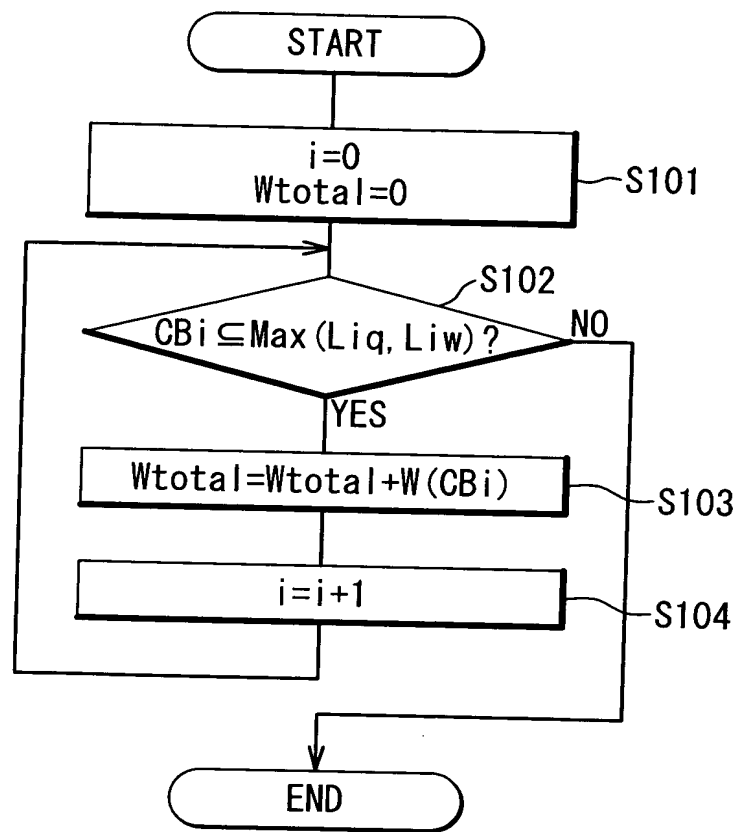 START
i=0
Wtotal=0
S101
S102
CBi⊆Max(Liq, Liw)?
NO
YES
Wtotal=Wtotal+W(CBi)
S103
i=i+1
S104
END